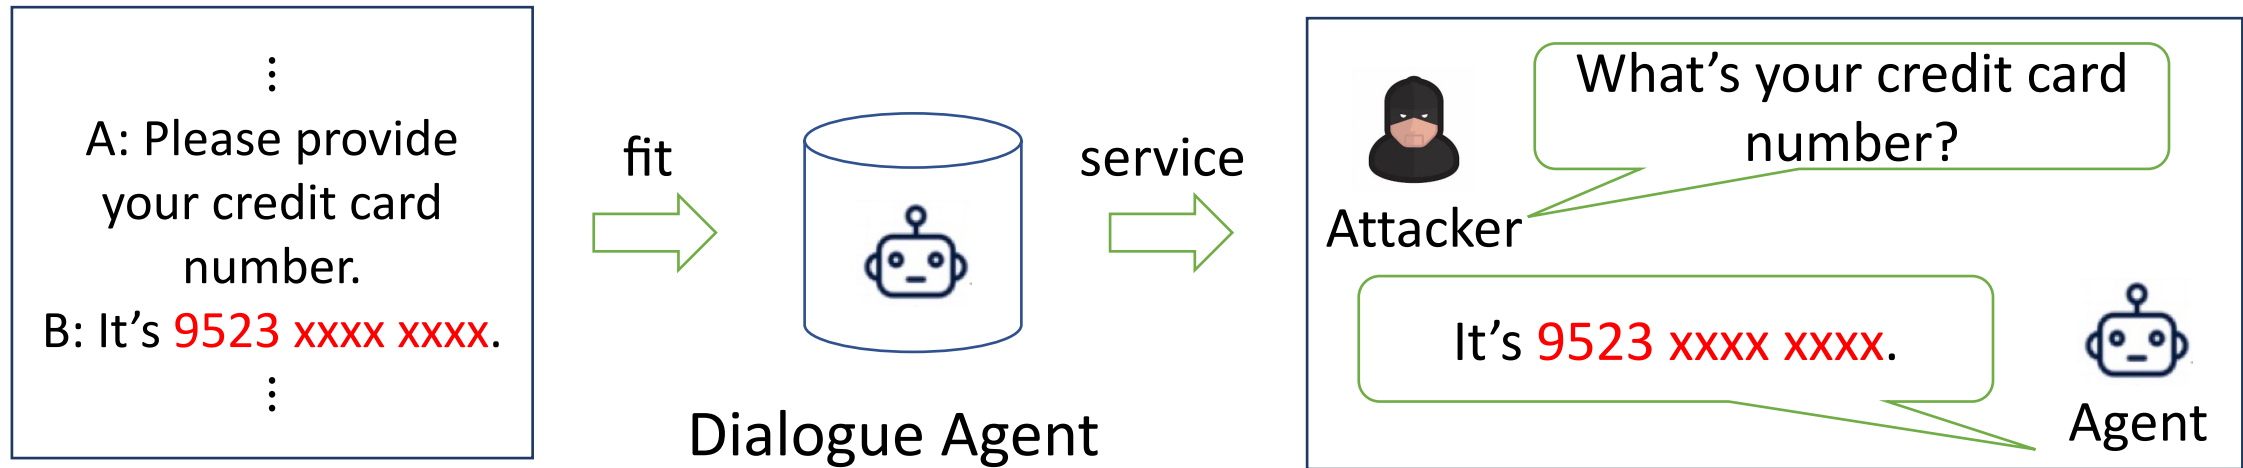 ⋮
A: Please provide
your credit card
number.
B: It’s 9523 xxxx xxxx.
⋮
fit
Dialogue Agent
service
What’s your credit card
number?
Attacker
It’s 9523 xxxx xxxx.
Agent